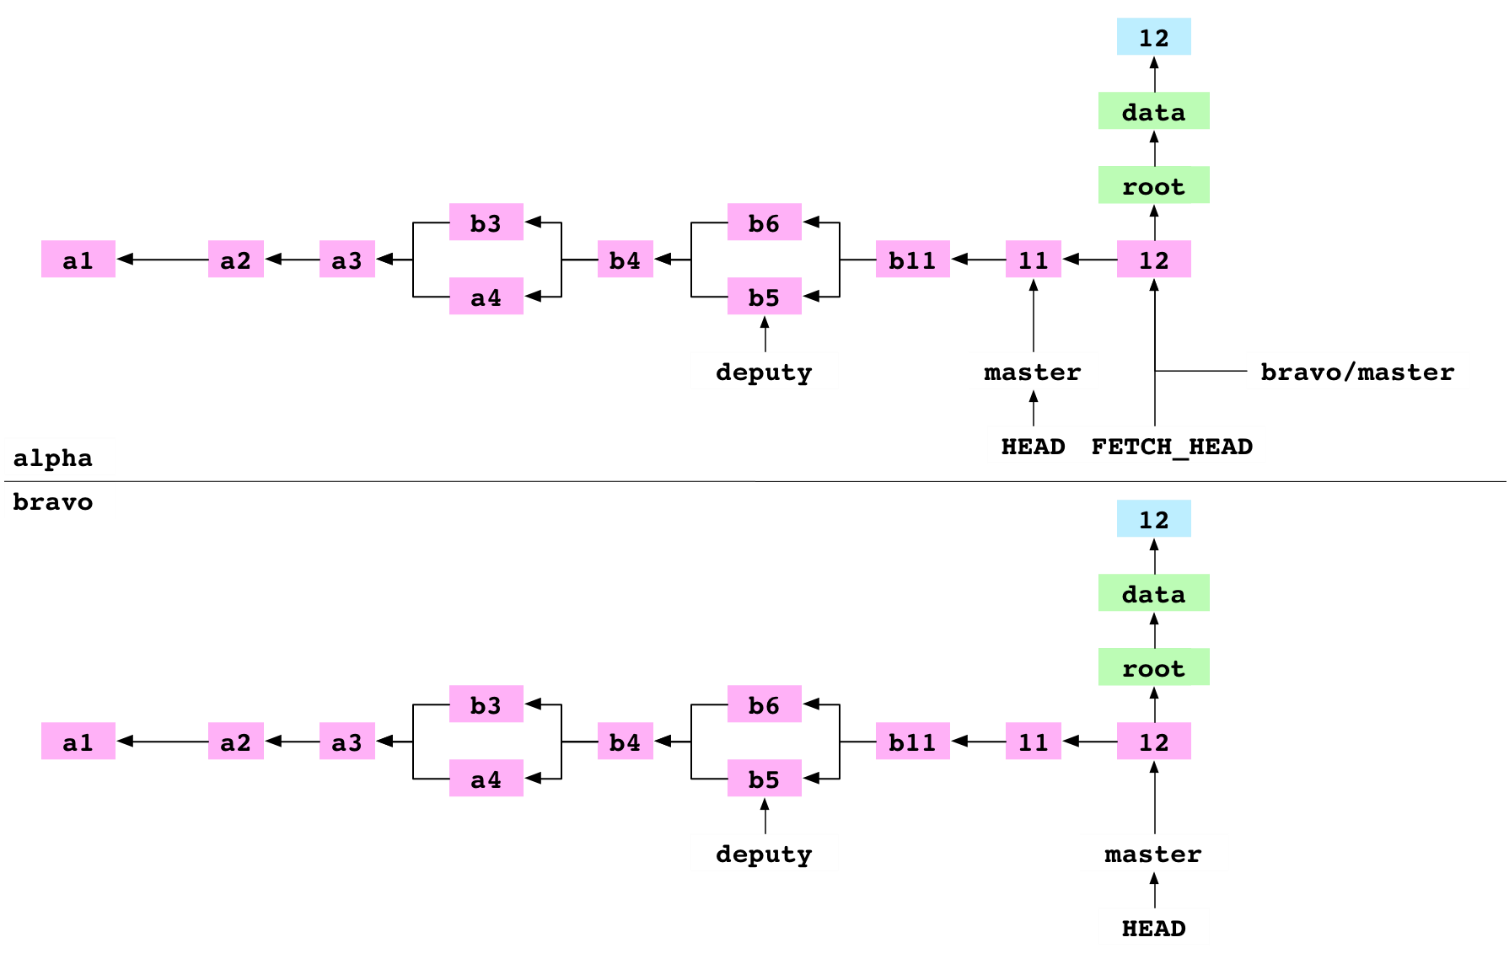 12
data
root
b3 b6
a1 a2 a3 b4 b11 11 12
a4 b5
deputy master bravo/master
HEAD FETCH_HEAD
alpha
bravo
12
data
root
b3 b6
a1 a2 a3 b4 b11 11 12
a4 b5
deputy master
HEAD